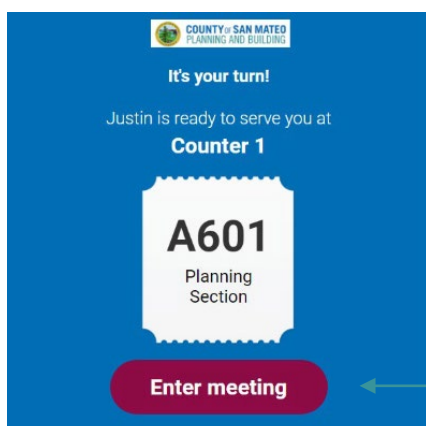 COUNTY OF SAN MATEO
PLANNING AND BUILDING
It's your turn!
Justin is ready to serve you at
Counter 1
A601
Planning
Section
Enter meeting